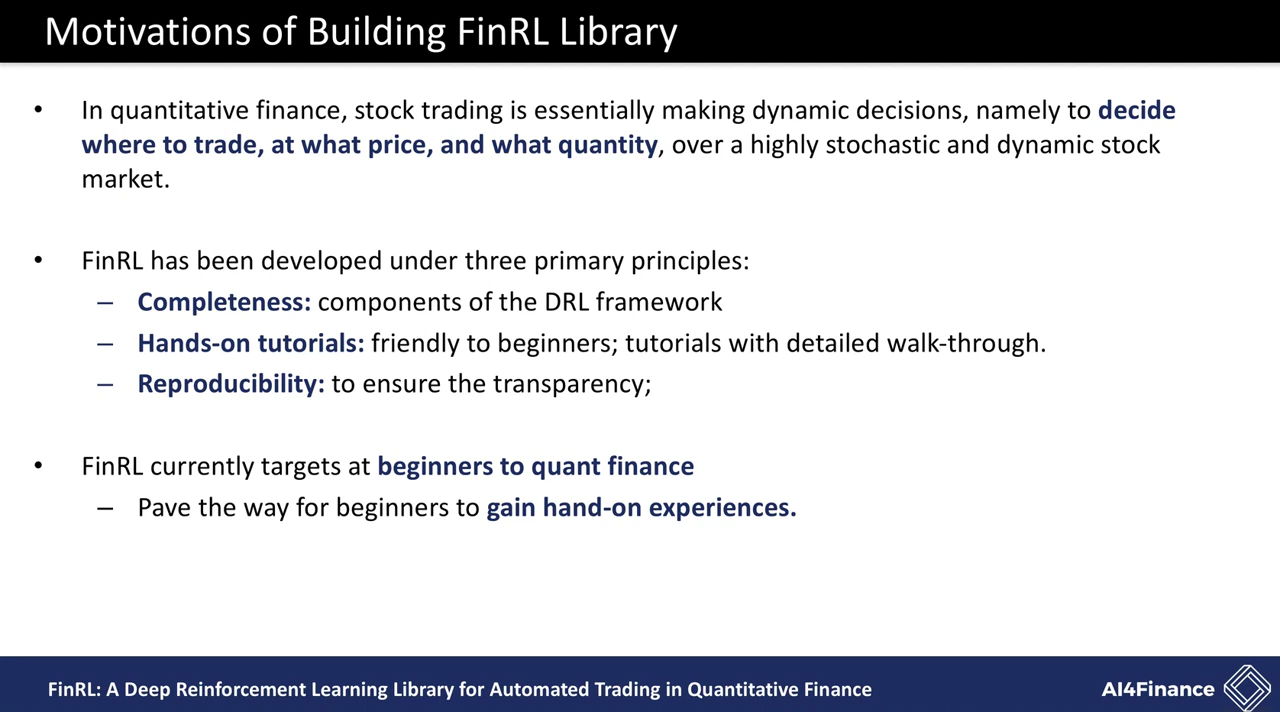 Motivations of Building FinRL Library
• In quantitative finance, stock trading is essentially making dynamic decisions, namely to decide
where to trade, at what price, and what quantity, over a highly stochastic and dynamic stock
market.
• FinRL has been developed under three primary principles:
– Completeness: components of the DRL framework
– Hands-on tutorials: friendly to beginners; tutorials with detailed walk-through.
– Reproducibility: to ensure the transparency;
• FinRL currently targets at beginners to quant finance
– Pave the way for beginners to gain hand-on experiences.
FinRL: A Deep Reinforcement Learning Library for Automated Trading in Quantitative Finance
AI4Finance